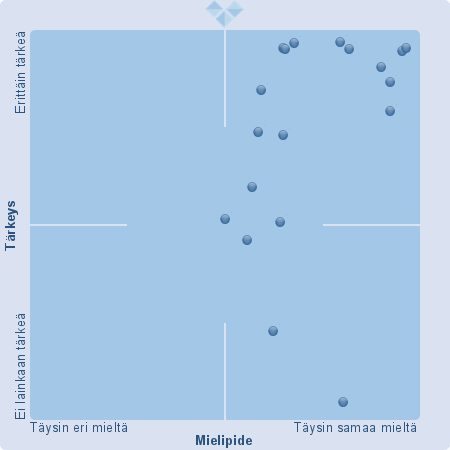 Erittäin tärkeä
Tärkeys
Ei lainkaan tärkeä
Täysin eri mieltä
Täysin samaa mieltä
Mielipide